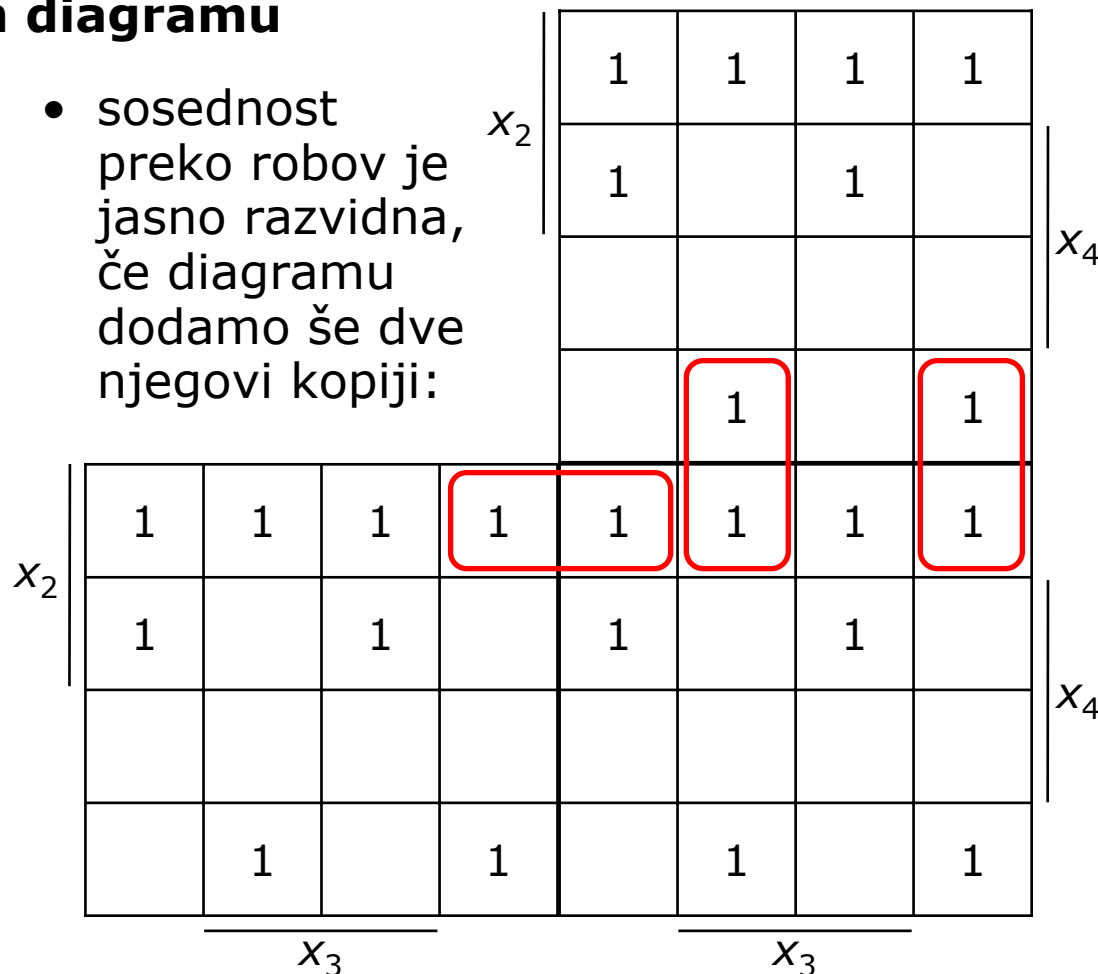 diagramu
• sosednost
preko robov je
jasno razvidna,
če diagramu
dodamo še dve
njegovi kopiji:
x₂
1 1 1 1
1 1
x₄
1 1
x₂
1 1 1 1 1 1 1 1
1 1 1 1
x₄
1 1 1 1
x₃ x₃